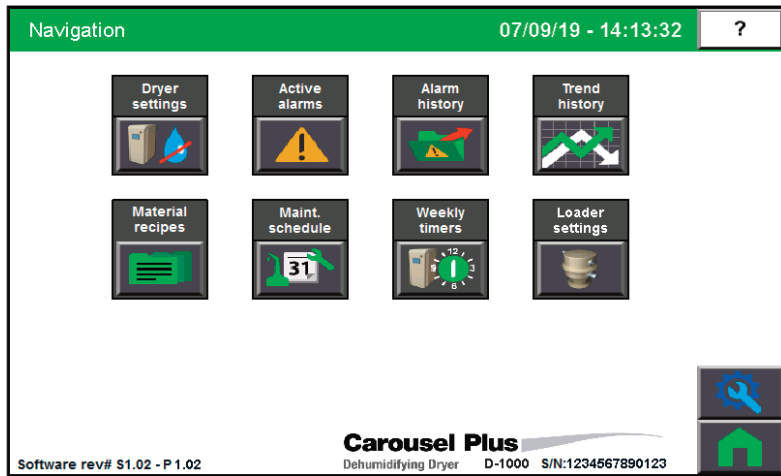 Navigation 07/09/19 - 14:13:32 ?
Dryer settings
Active alarms
Alarm history
Trend history
Material recipes
Maint. schedule
31
Weekly timers
12
9 3
6
Loader settings
Carousel Plus
Software rev# S1.02 - P1.02 Dehumidifying Dryer D-1000 S/N:1234567890123